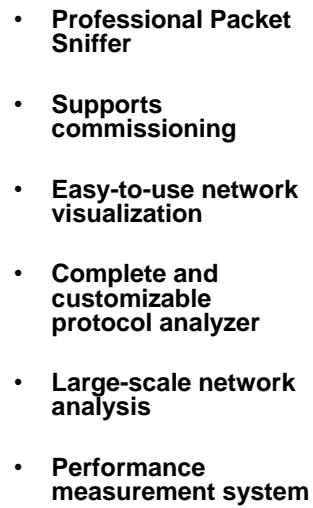 • Professional Packet
Sniffer
• Supports
commissioning
• Easy-to-use network
visualization
• Complete and
customizable
protocol analyzer
• Large-scale network
analysis
• Performance
measurement system